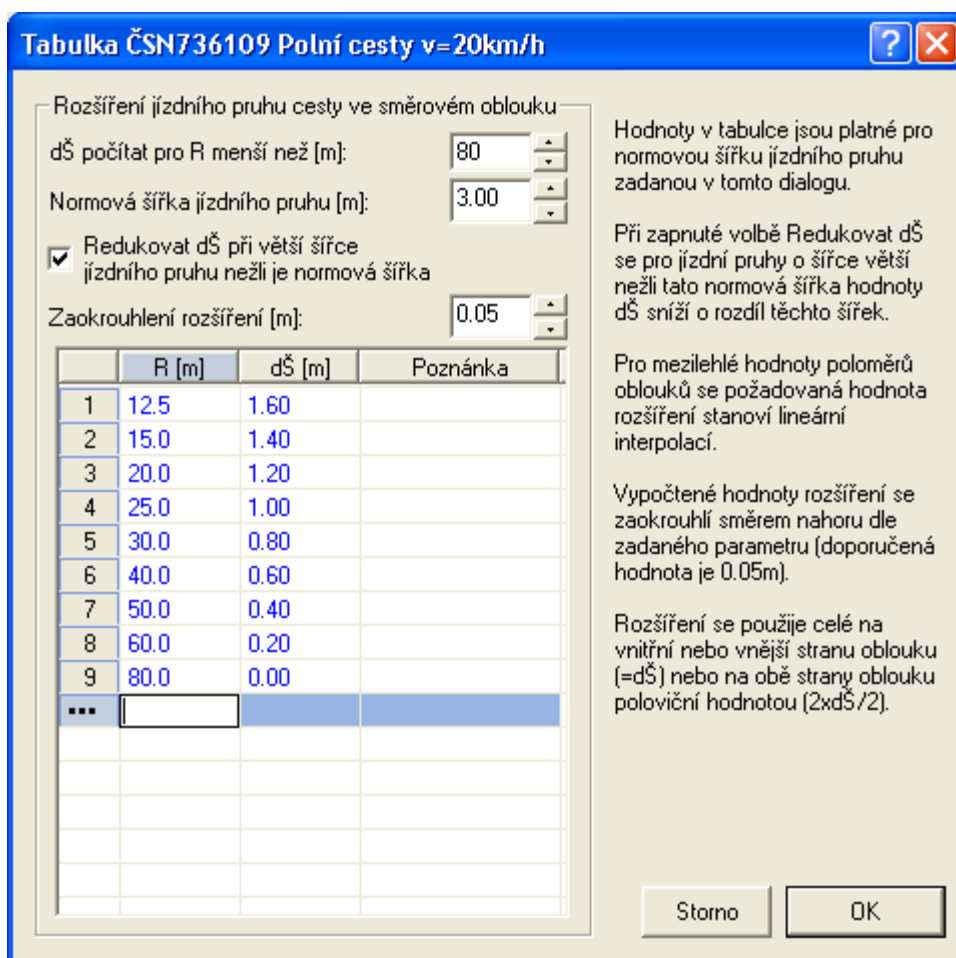 Tabulka ČSN736109 Polní cesty v=20km/h
Rozšíření jízdního pruhu cesty ve směrovém oblouku
dŠ počítat pro R menší než [m]:
80
Normová šířka jízdního pruhu [m]:
3.00
Redukovat dŠ při větší šířce
jízdního pruhu nežli je normová šířka
Zaokrouhlení rozšíření [m]:
0.05
R [m] dŠ [m] Poznánka
1 12.5 1.60
2 15.0 1.40
3 20.0 1.20
4 25.0 1.00
5 30.0 0.80
6 40.0 0.60
7 50.0 0.40
8 60.0 0.20
9 80.0 0.00
Hodnoty v tabulce jsou platné pro
normovou šířku jízdního pruhu
zadanou v tomto dialogu.
Při zapnuté volbě Redukovat dŠ
se pro jízdní pruhy o šířce větší
nežli tato normová šířka hodnoty
dŠ sníží o rozdíl těchto šířek.
Pro mezilehlé hodnoty poloměrů
oblouků se požadovaná hodnota
rozšíření stanoví lineární
interpolací.
Vypočtené hodnoty rozšíření se
zaokrouhlí směrem nahoru dle
zadaného parametru (doporučená
hodnota je 0.05m).
Rozšíření se použije celé na
vnitřní nebo vnější stranu oblouku
(=dŠ) nebo na obě strany oblouku
poloviční hodnotou (2xdŠ/2).
Storno
OK